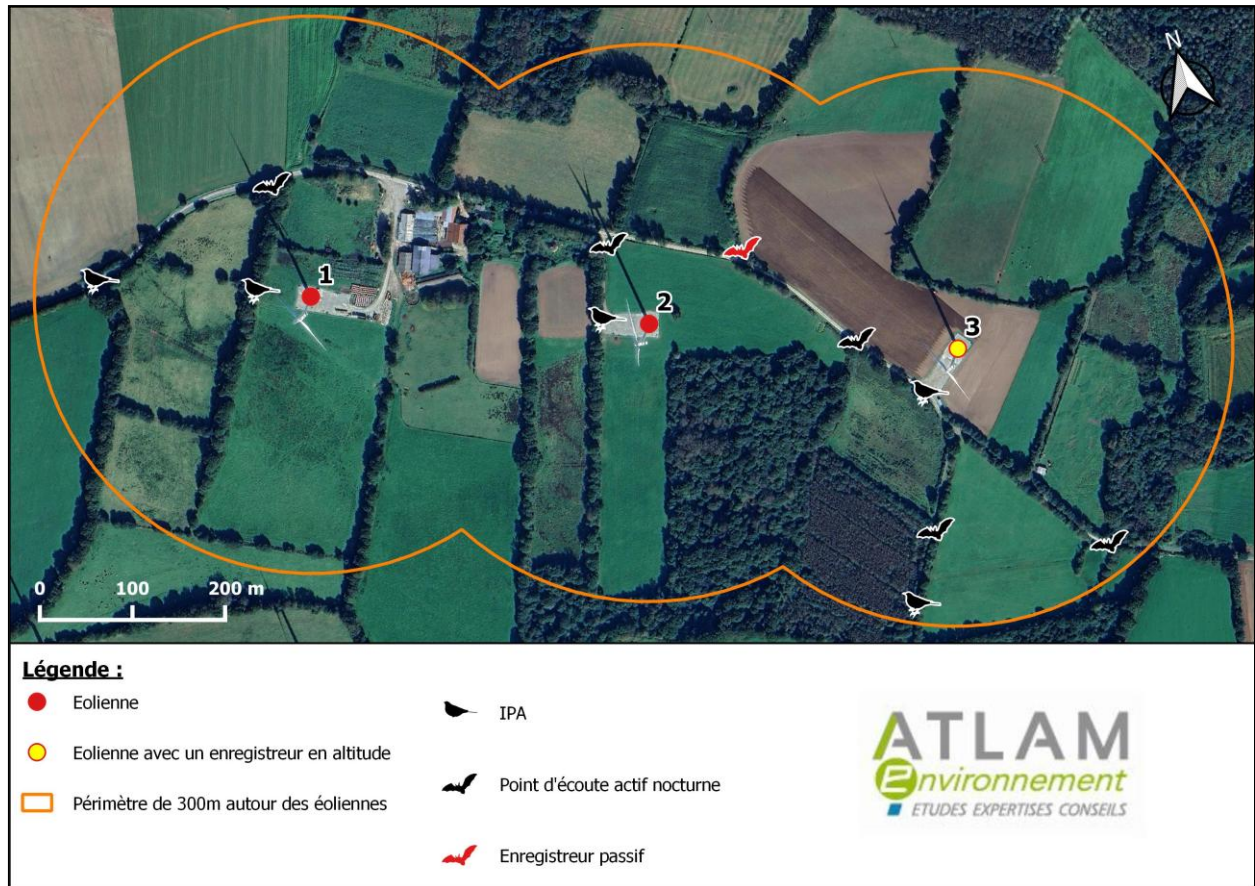 N
1
2
3
0 100 200 m
Légende :
Eolienne
Eolienne avec un enregistreur en altitude
Périmètre de 300m autour des éoliennes
IPA
Point d'écoute actif nocturne
Enregistreur passif
ATLAM
environnement
ETUDES EXPERTISES CONSEILS